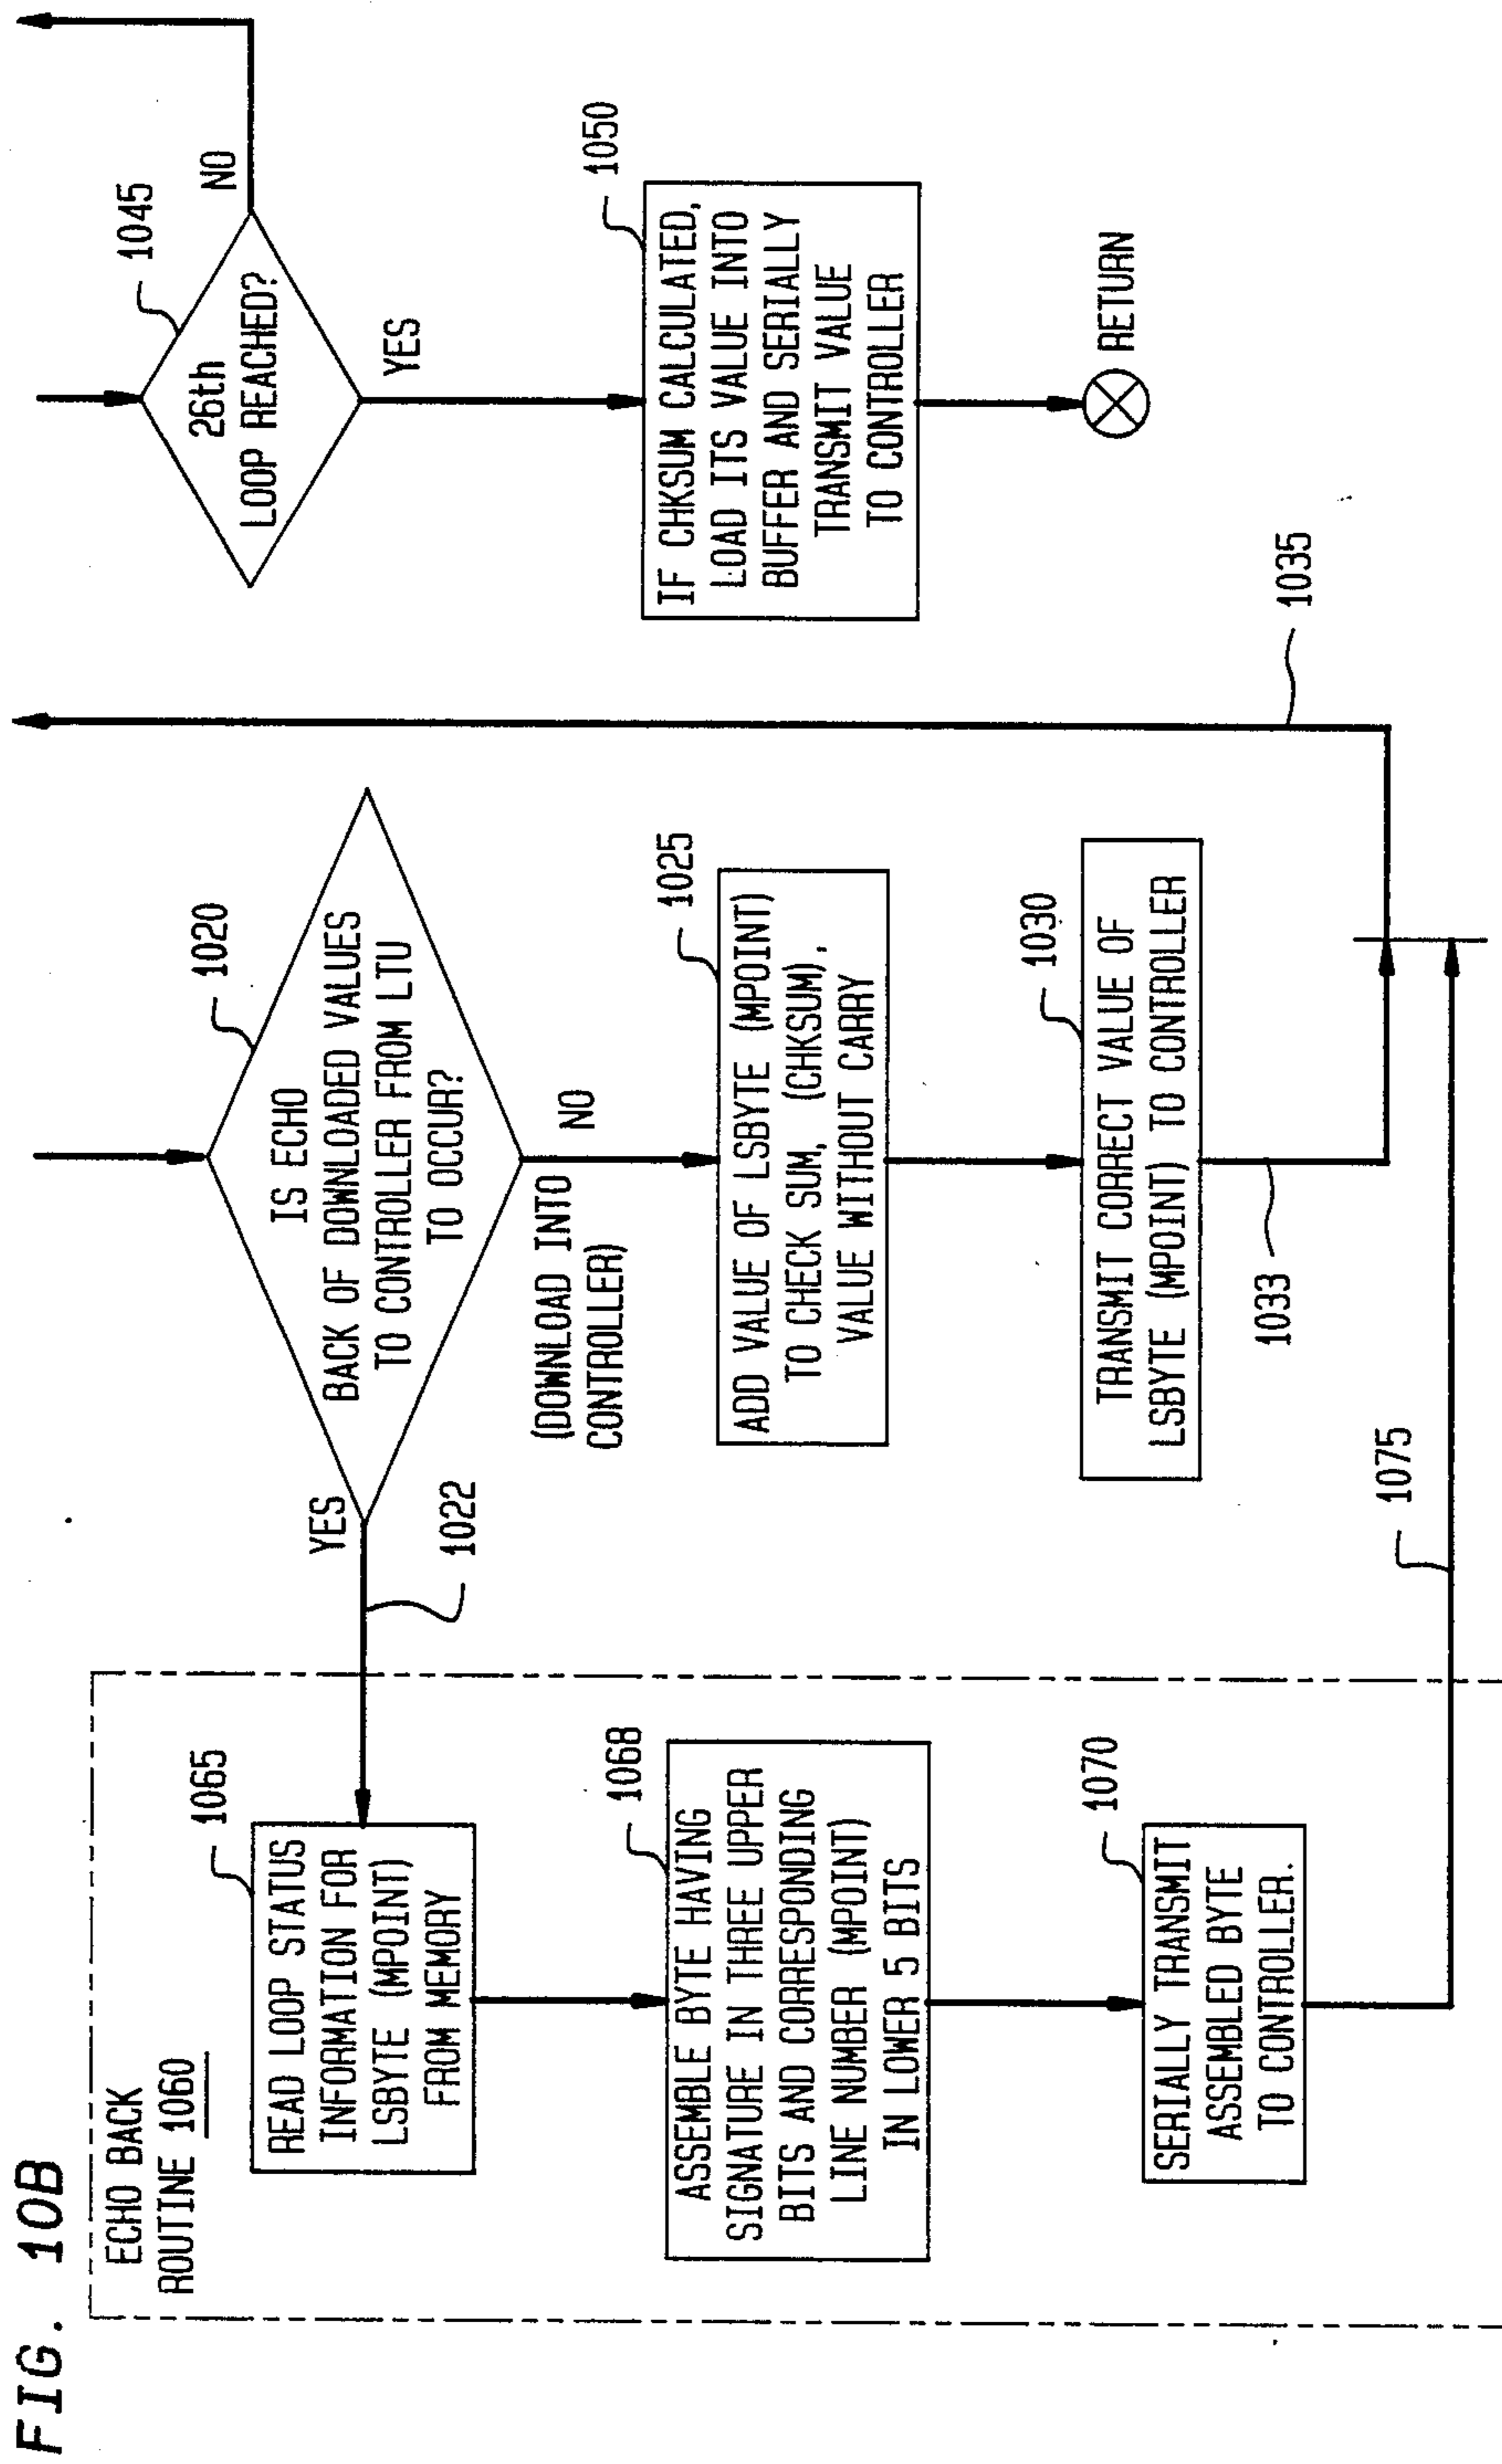 FIG. 10B
ECHO BACK
ROUTINE 1060
1065
READ LOOP STATUS
INFORMATION FOR
LSBYTE (MPOINT)
FROM MEMORY
1068
ASSEMBLE BYTE HAVING
SIGNATURE IN THREE UPPER
BITS AND CORRESPONDING
LINE NUMBER (MPOINT)
IN LOWER 5 BITS
1070
SERIALLY TRANSMIT
ASSEMBLED BYTE
TO CONTROLLER.
1075
YES
1022
1020
IS ECHO
BACK OF DOWNLOADED VALUES
TO CONTROLLER FROM LTU
TO OCCUR?
NO
(DOWNLOAD INTO
CONTROLLER)
1025
ADD VALUE OF LSBYTE (MPOINT)
TO CHECK SUM, (CHKSUM),
VALUE WITHOUT CARRY
1030
TRANSMIT CORRECT VALUE OF
LSBYTE (MPOINT) TO CONTROLLER
1033
1035
1045
26th
LOOP REACHED?
NO
YES
1050
IF CHKSUM CALCULATED,
LOAD ITS VALUE INTO
BUFFER AND SERIALLY
TRANSMIT VALUE
TO CONTROLLER
RETURN